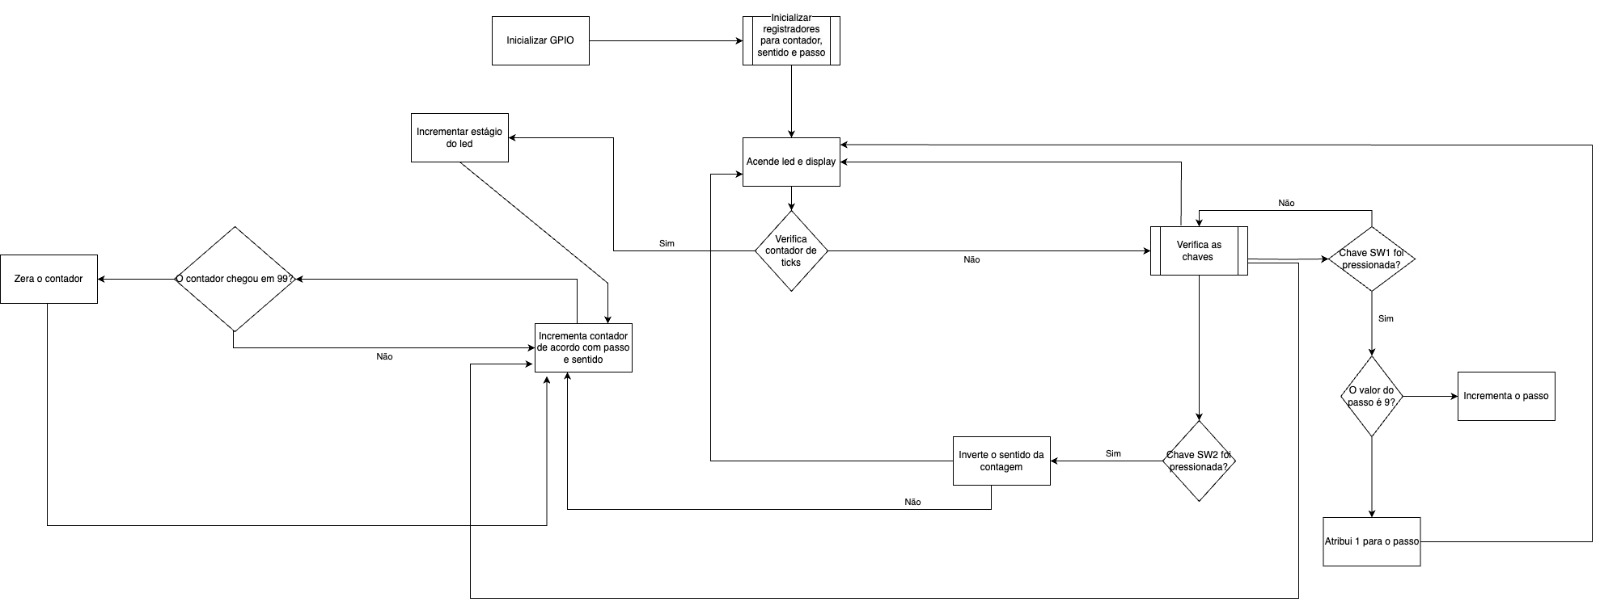 Inicializar GPIO
Inicializar
registradores
para contador,
sentido e passo
Incrementar estágio
do led
Acende led e display
Não
Sim
Verifica
contador de
ticks
Não
Verifica as
chaves
Chave SW1 foi
pressionada?
O contador chegou em 99?
Zera o contador
Não
Incrementa contador
de acordo com passo
e sentido
Sim
O valor do
passo é 9?
Incrementa o passo
Inverte o sentido da
contagem
Sim
Chave SW2 foi
pressionada?
Não
Atribui 1 para o passo